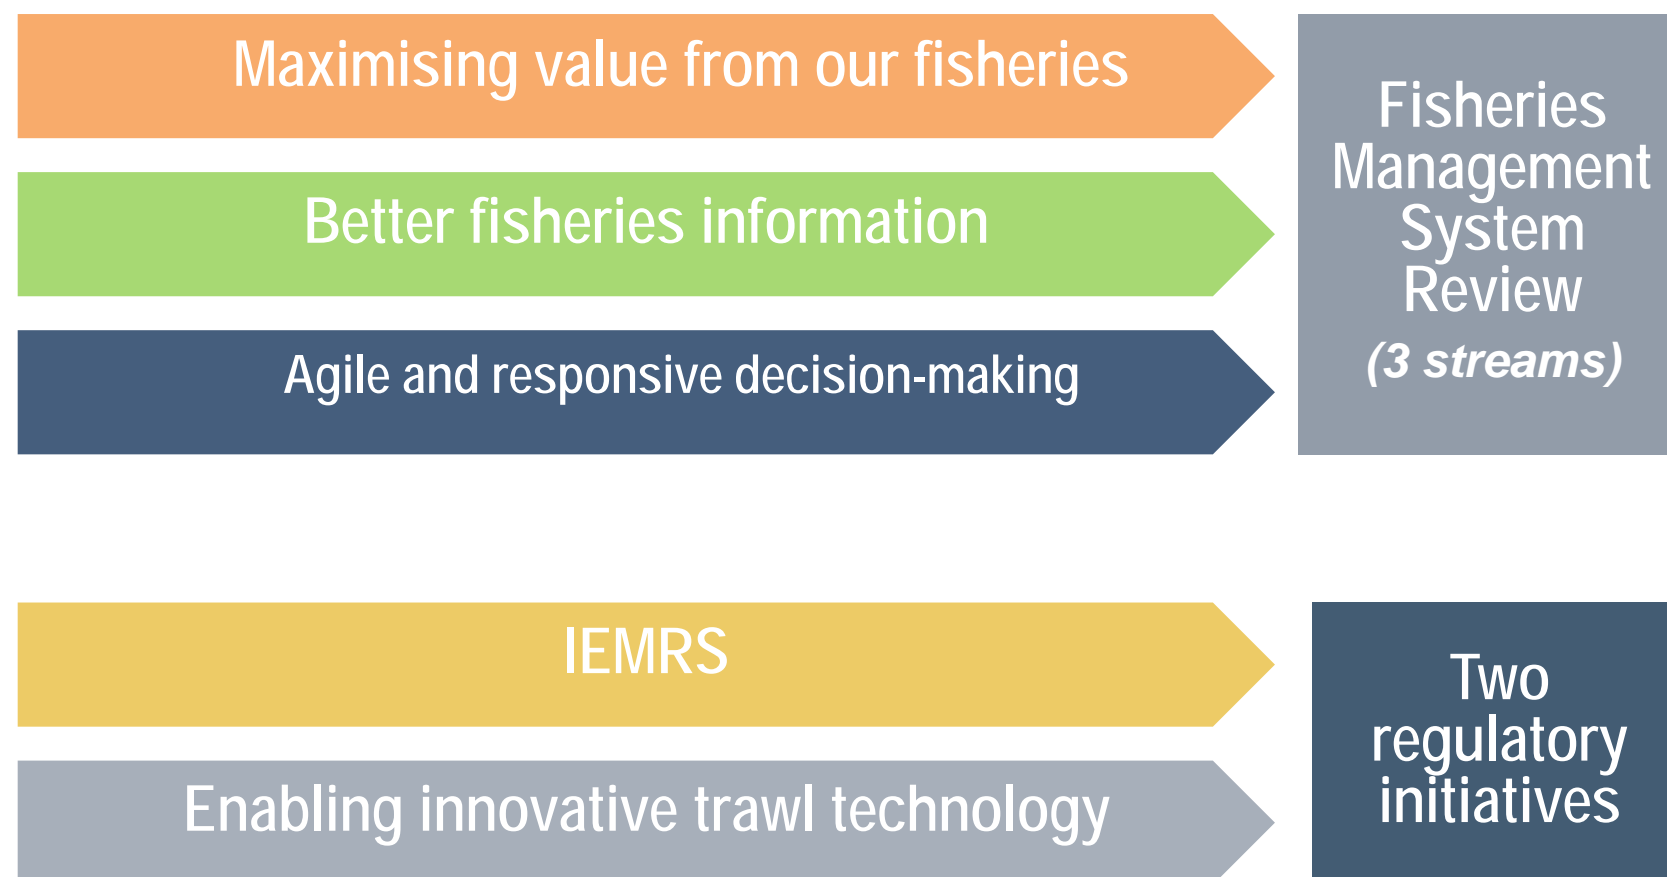 Maximising value from our fisheries
Better fisheries information
Agile and responsive decision-making
Fisheries
Management
System
Review
(3 streams)
IEMRS
Enabling innovative trawl technology
Two
regulatory
initiatives